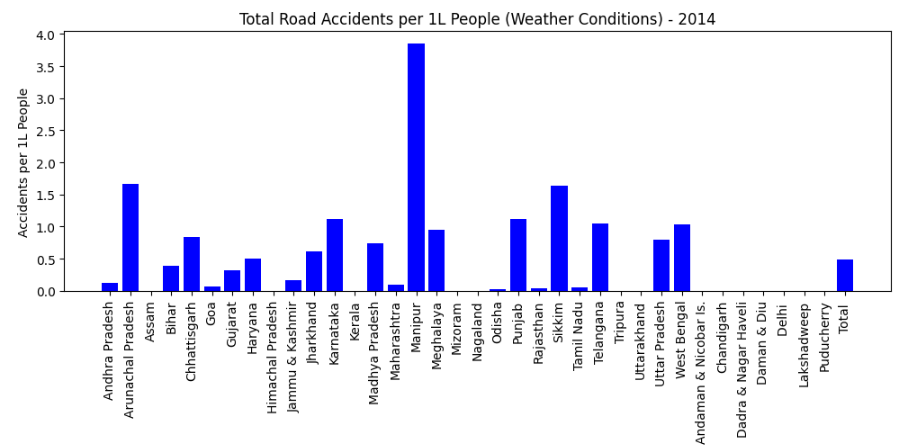 Total Road Accidents per 1L People (Weather Conditions) - 2014
Accidents per 1L People
4.0
3.5
3.0
2.5
2.0
1.5
1.0
0.5
0.0
Andhra Pradesh
Arunachal Pradesh
Assam
Bihar
Chhattisgarh
Goa
Gujarat
Haryana
Himachal Pradesh
Jammu & Kashmir
Jharkhand
Karnataka
Kerala
Madhya Pradesh
Maharashtra
Manipur
Meghalaya
Mizoram
Nagaland
Odisha
Punjab
Rajasthan
Sikkim
Tamil Nadu
Telangana
Tripura
Uttarakhand
Uttar Pradesh
West Bengal
Andaman & Nicobar Is.
Chandigarh
Dadra & Nagar Haveli
Daman & Diu
Delhi
Lakshadweep
Puducherry
Total